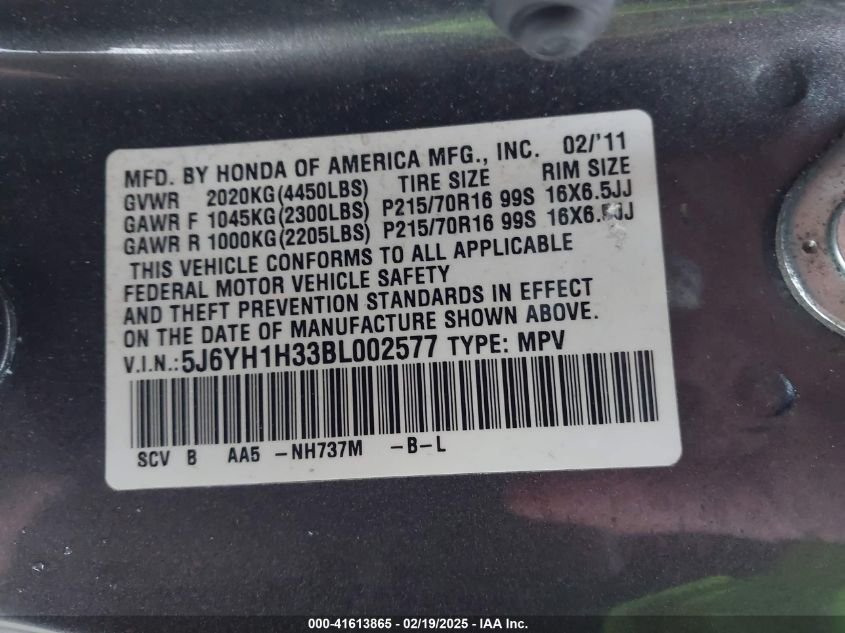 MFD. BY HONDA OF AMERICA MFG., INC. 02/'11
GVWR 2020KG(4450LBS) TIRE SIZE RIM SIZE
GAWR F 1045KG(2300LBS) P215/70R16 99S 16X6.5JJ
GAWR R 1000KG(2205LBS) P215/70R16 99S 16X6.5JJ
THIS VEHICLE CONFORMS TO ALL APPLICABLE
FEDERAL MOTOR VEHICLE SAFETY
AND THEFT PREVENTION STANDARDS IN EFFECT
ON THE DATE OF MANUFACTURE SHOWN ABOVE.
V.I.N.:5J6YH1H33BL002577 TYPE: MPV
SCV B AA5 -NH737M -B-L
000-41613865 - 02/19/2025 - IAA Inc.